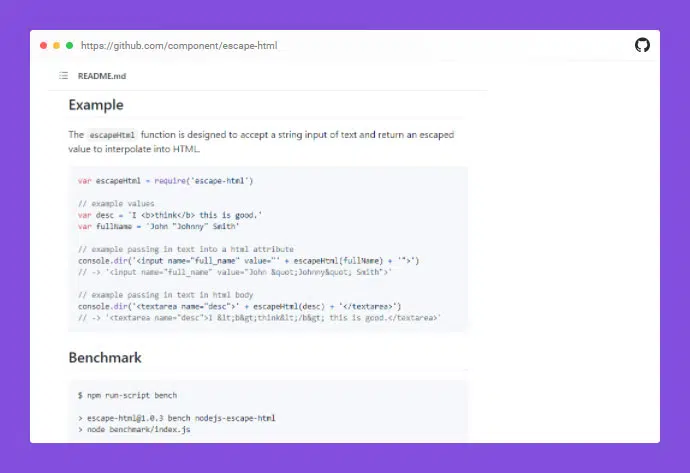 https://github.com/component/escape-html
README.md
Example
The escapeHtml function is designed to accept a string input of text and return an escaped
value to interpolate into HTML.
var escapeHtml = require('escape-html')
// example values
var desc = 'I <b>think</b> this is good.'
var fullName = 'John "Johnny" Smith'
// example passing in text into a html attribute
console.dir('<input name="full_name" value="' + escapeHtml(fullName) + '">')
// -> '<input name="full_name" value="John &quot;Johnny&quot; Smith">'
// example passing in text in html body
console.dir('<textarea name="desc">' + escapeHtml(desc) + '</textarea>')
// -> '<textarea name="desc">I &lt;b&gt;think&lt;/b&gt; this is good.</textarea>'
Benchmark
$ npm run-script bench
> escape-html@1.0.3 bench nodejs-escape-html
> node benchmark/index.js